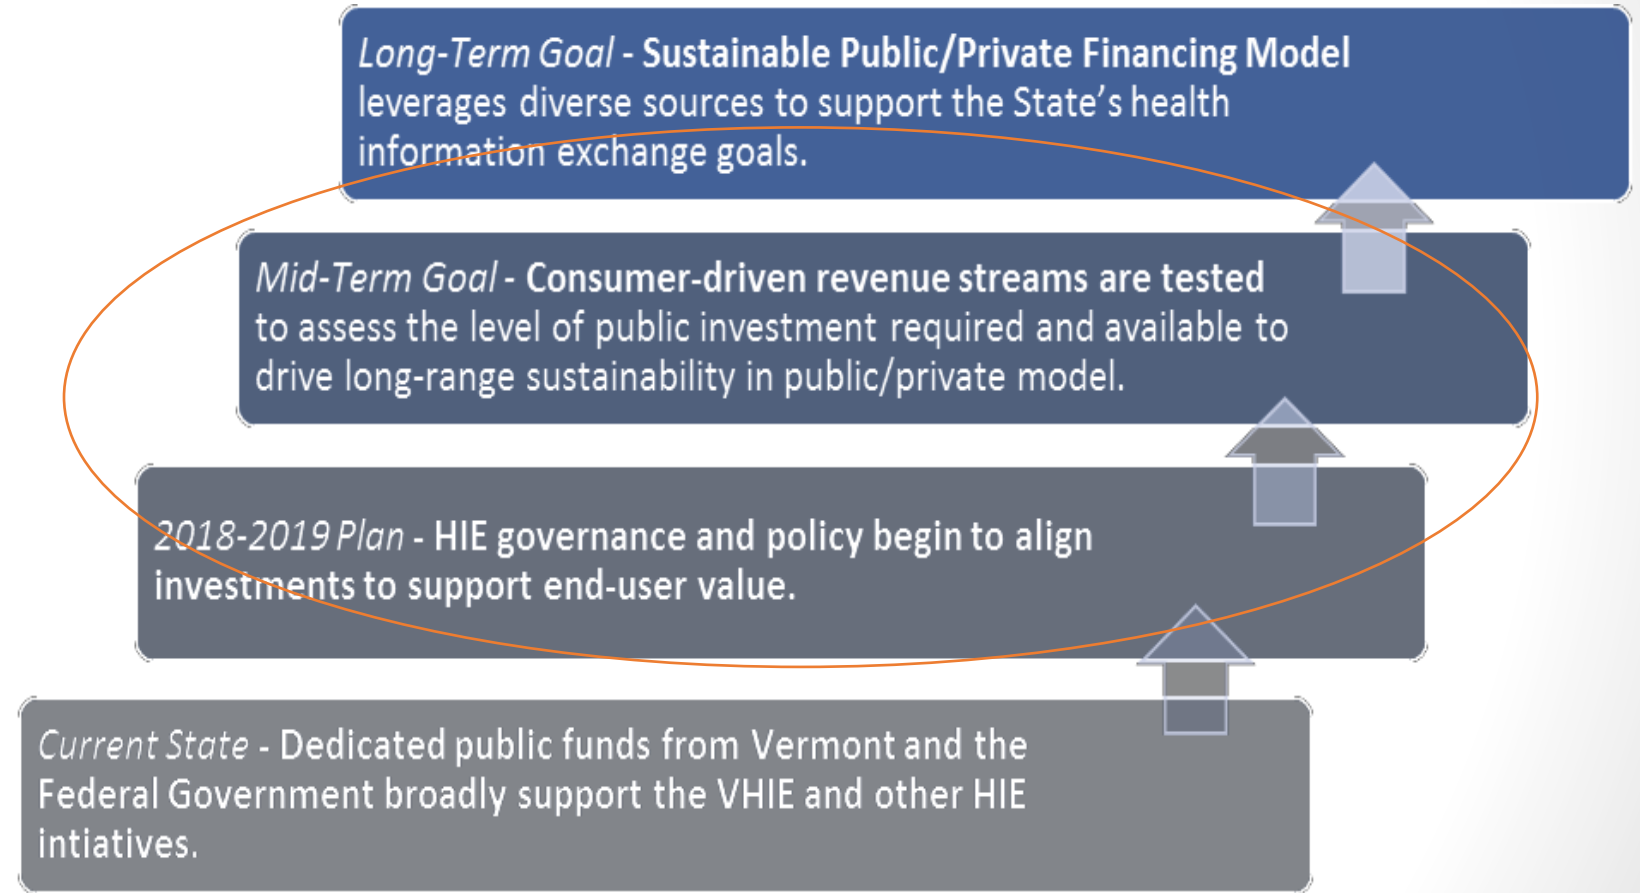 Long-Term Goal - Sustainable Public/Private Financing Model
leverages diverse sources to support the State's health
information exchange goals.
Mid-Term Goal - Consumer-driven revenue streams are tested
to assess the level of public investment required and available to
drive long-range sustainability in public/private model.
2018-2019 Plan - HIE governance and policy begin to align
investments to support end-user value.
Current State - Dedicated public funds from Vermont and the
Federal Government broadly support the VHIE and other HIE
intiatives.